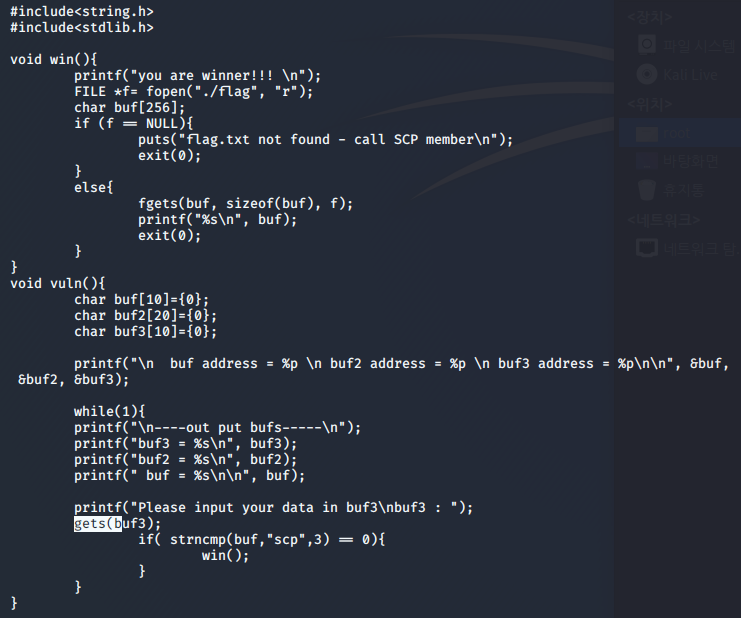 #include<string.h>
#include<stdlib.h>
void win(){
printf("you are winner!!! \n");
FILE *f= fopen("./flag", "r");
char buf[256];
if (f == NULL){
puts("flag.txt not found - call SCP member\n");
exit(0);
}
else{
fgets(buf, sizeof(buf), f);
printf("%s\n", buf);
exit(0);
}
}
void vuln(){
char buf[10]={0};
char buf2[20]={0};
char buf3[10]={0};
printf("\n  buf address = %p \n buf2 address = %p \n buf3 address = %p\n\n", &buf,
&buf2, &buf3);
while(1){
printf("\n----out put bufs-----\n");
printf("buf3 = %s\n", buf3);
printf("buf2 = %s\n", buf2);
printf(" buf = %s\n\n", buf);
printf("Please input your data in buf3\nbuf3 : ");
gets(buf3);
if( strncmp(buf,"scp",3) == 0){
win();
}
}
}
<장치>
파일 시스템
Kali Live
<위치>
root
바탕화면
휴지통
<네트워크>
네트워크 탐